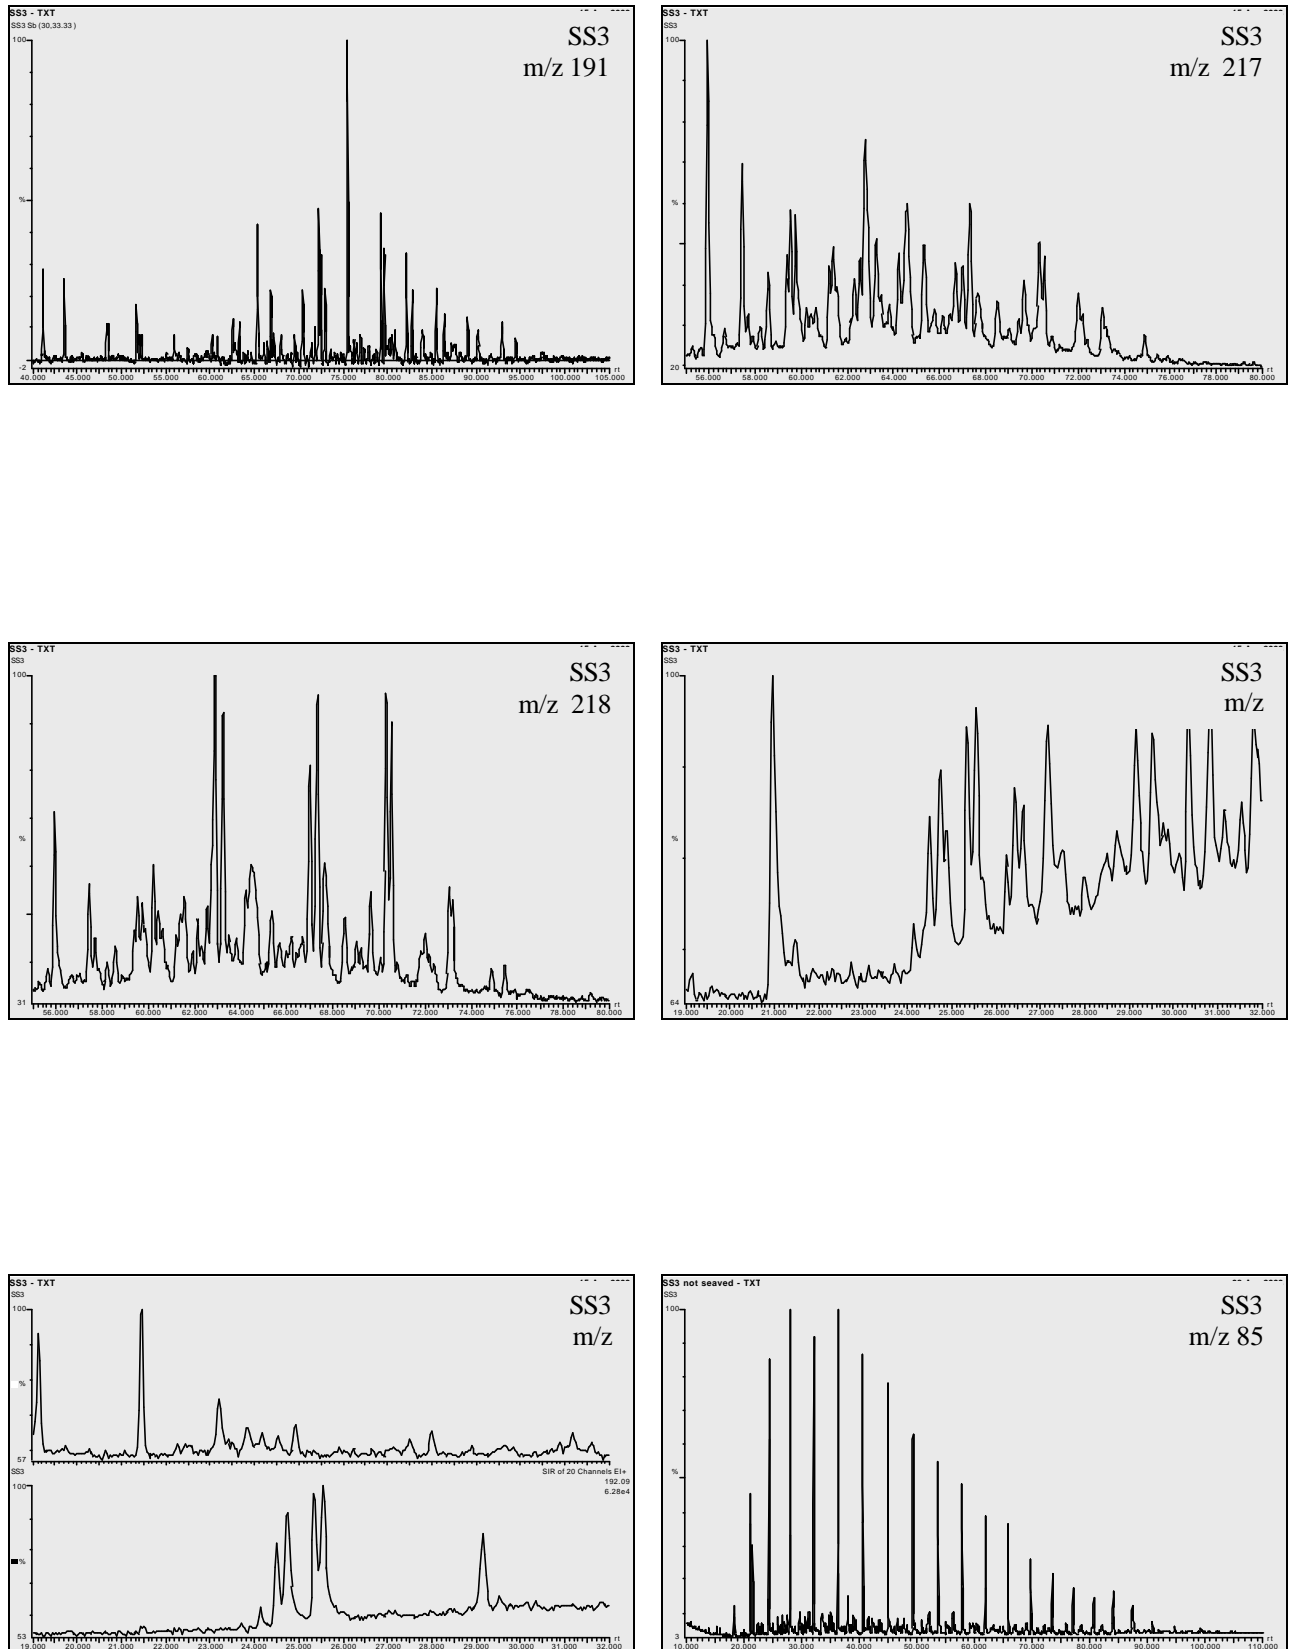 SS3 - TXT
SS3 Sb (30,33.33 )
SS3
m/z 191
100
%
-2
40.000 45.000 50.000 55.000 60.000 65.000 70.000 75.000 80.000 85.000 90.000 95.000 100.000 105.000
rt
SS3 - TXT
SS3
SS3
m/z 217
100
%
20
56.000 58.000 60.000 62.000 64.000 66.000 68.000 70.000 72.000 74.000 76.000 78.000 80.000
rt
SS3 - TXT
SS3
SS3
m/z 218
100
%
31
56.000 58.000 60.000 62.000 64.000 66.000 68.000 70.000 72.000 74.000 76.000 78.000 80.000
rt
SS3 - TXT
SS3
SS3
m/z
100
%
64
19.000 20.000 21.000 22.000 23.000 24.000 25.000 26.000 27.000 28.000 29.000 30.000 31.000 32.000
rt
SS3 - TXT
SS3
SS3
m/z
100
%
57
SS3
SIR of 20 Channels EI+
192.09
6.28e4
100
%
53
19.000 20.000 21.000 22.000 23.000 24.000 25.000 26.000 27.000 28.000 29.000 30.000 31.000 32.000
SS3 not seaved - TXT
SS3
SS3
m/z 85
100
%
3
10.000 20.000 30.000 40.000 50.000 60.000 70.000 80.000 90.000 100.000 110.000
rt